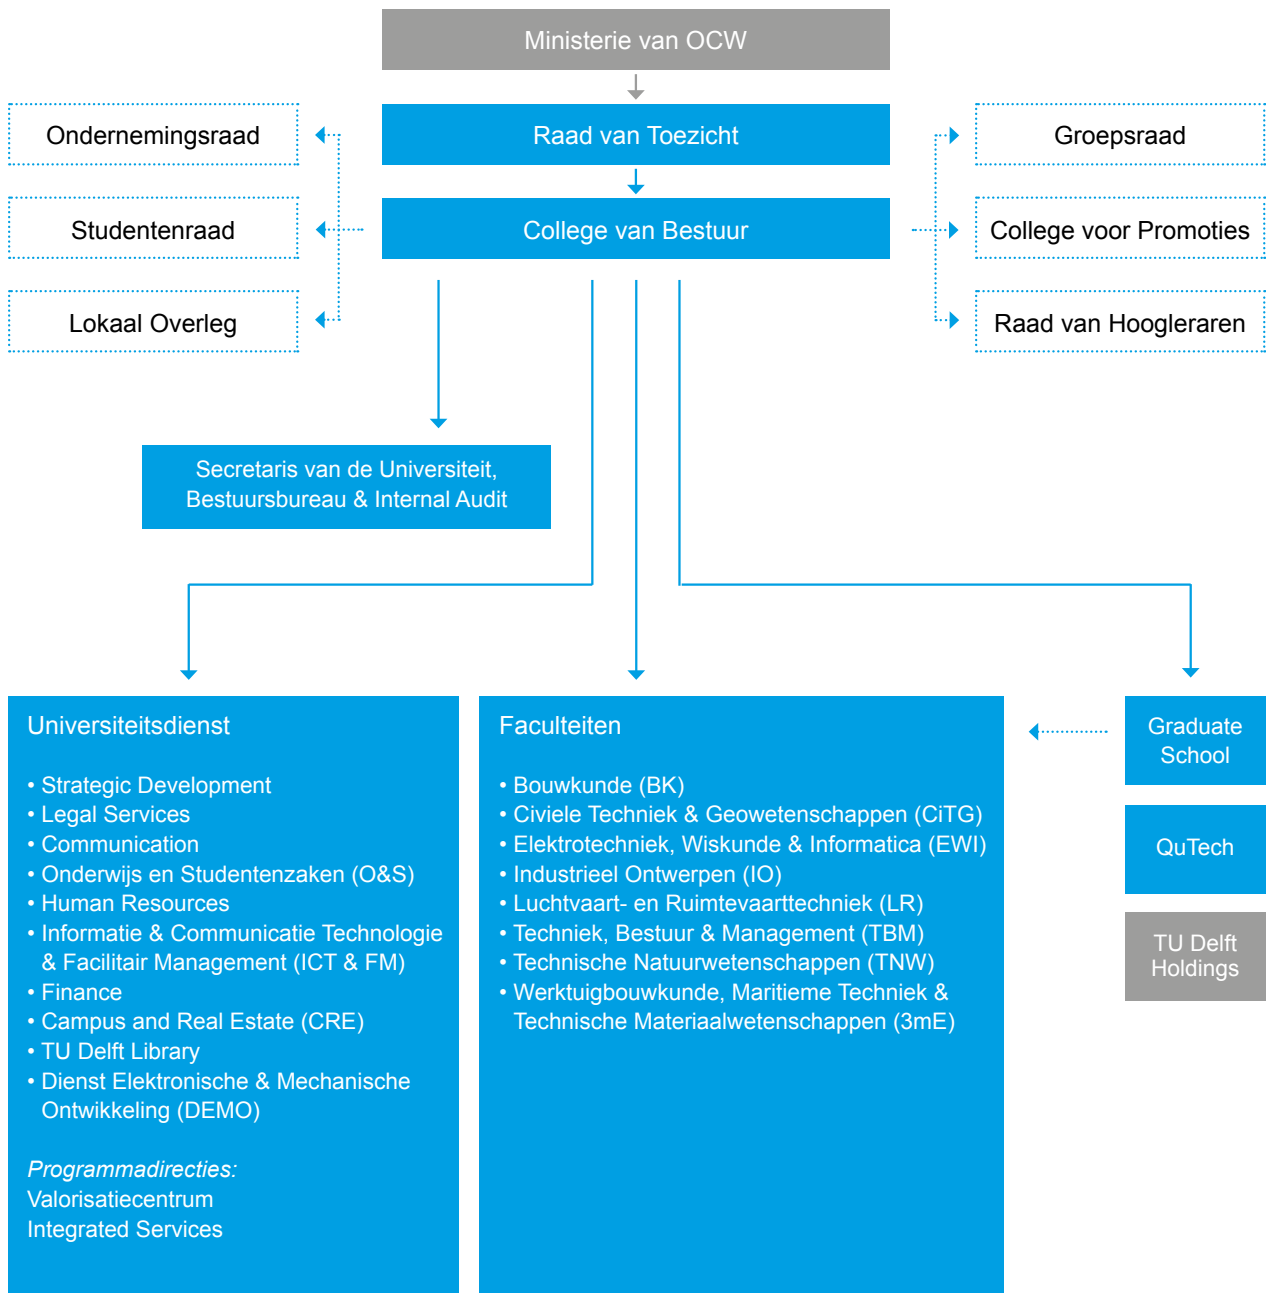 Ministerie van OCW
Raad van Toezicht
College van Bestuur
Ondernemingsraad
Studentenraad
Lokaal Overleg
Groepsraad
College voor Promoties
Raad van Hoogleraren
Secretaris van de Universiteit,
Bestuursbureau & Internal Audit
Universiteitsdienst
• Strategic Development
• Legal Services
• Communication
• Onderwijs en Studentenzaken (O&S)
• Human Resources
• Informatie & Communicatie Technologie
& Facilitair Management (ICT & FM)
• Finance
• Campus and Real Estate (CRE)
• TU Delft Library
• Dienst Elektronische & Mechanische
Ontwikkeling (DEMO)
Programmadirecties:
Valorisatiecentrum
Integrated Services
Faculteiten
• Bouwkunde (BK)
• Civiele Techniek & Geowetenschappen (CiTG)
• Elektrotechniek, Wiskunde & Informatica (EWI)
• Industrieel Ontwerpen (IO)
• Luchtvaart- en Ruimtevaarttechniek (LR)
• Techniek, Bestuur & Management (TBM)
• Technische Natuurwetenschappen (TNW)
• Werktuigbouwkunde, Maritieme Techniek &
Technische Materiaalwetenschappen (3mE)
Graduate
School
QuTech
TU Delft
Holdings